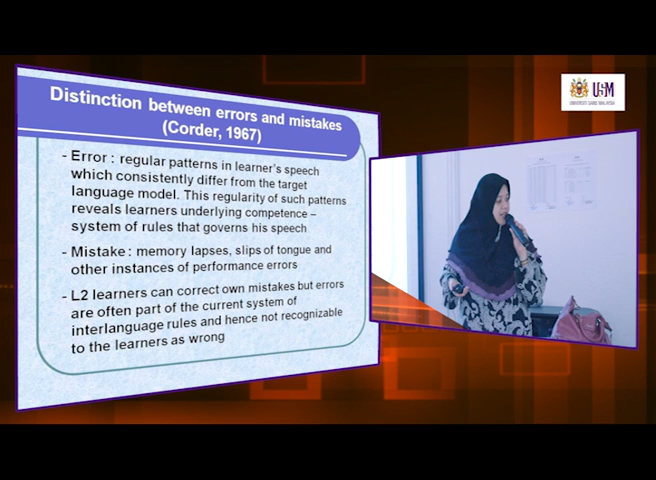 Distinction between errors and mistakes
(Corder, 1967)
- Error : regular patterns in learner's speech
which consistently differ from the target
language model. This regularity of such patterns
reveals learners underlying competence –
system of rules that governs his speech
- Mistake : memory lapses, slips of tongue and
other instances of performance errors
- L2 learners can correct own mistakes but errors
are often part of the current system of
interlanguage rules and hence not recognizable
to the learners as wrong
USM
UNIVERSITI SAINS MALAYSIA